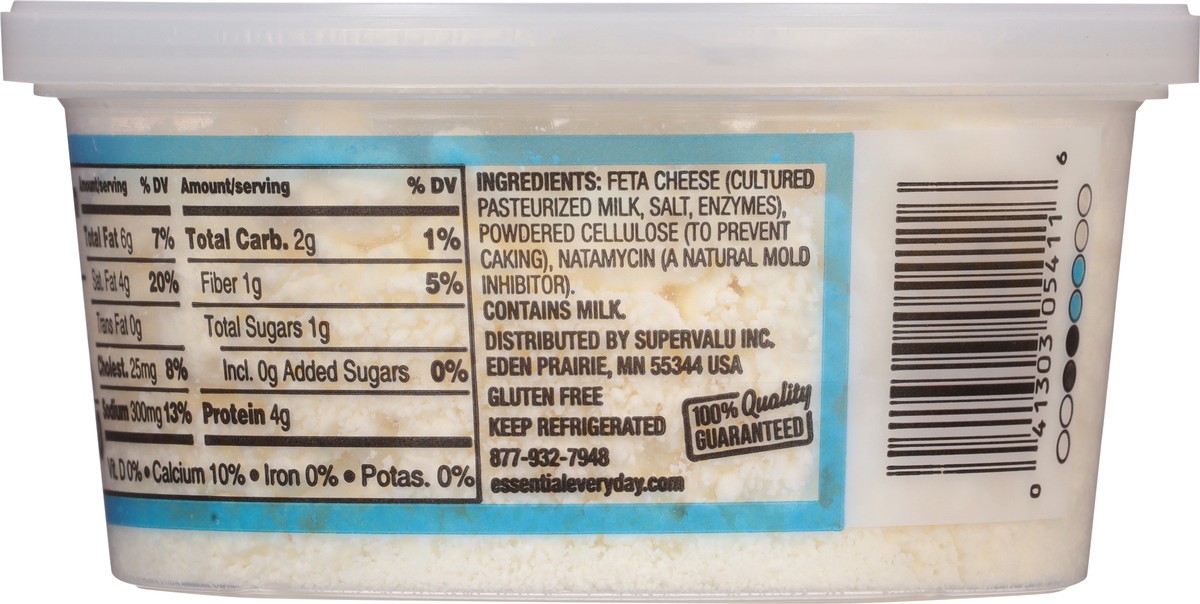 Amount/serving % DV Amount/serving % DV
Total Fat 6g 7% Total Carb. 2g 1%
Sat. Fat 4g 20% Fiber 1g 5%
Trans Fat 0g Total Sugars 1g
Cholest. 25mg 8% Incl. 0g Added Sugars 0%
Sodium 300mg 13% Protein 4g
Vit. D 0% • Calcium 10% • Iron 0% • Potas. 0%
INGREDIENTS: FETA CHEESE (CULTURED
PASTEURIZED MILK, SALT, ENZYMES),
POWDERED CELLULOSE (TO PREVENT
CAKING), NATAMYCIN (A NATURAL MOLD
INHIBITOR).
CONTAINS MILK.
DISTRIBUTED BY SUPERVALU INC.
EDEN PRAIRIE, MN 55344 USA
GLUTEN FREE
KEEP REFRIGERATED
877-932-7948
essentialeveryday.com
100% Quality
GUARANTEED
0 41303 05411 6